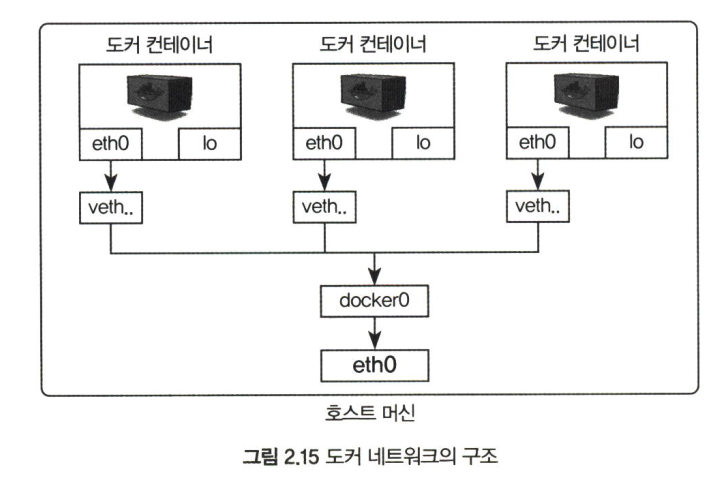 도커 컨테이너 도커 컨테이너 도커 컨테이너
eth0 lo eth0 lo eth0 lo
veth.. veth.. veth..
docker0
eth0
호스트 머신
그림 2.15 도커 네트워크의 구조